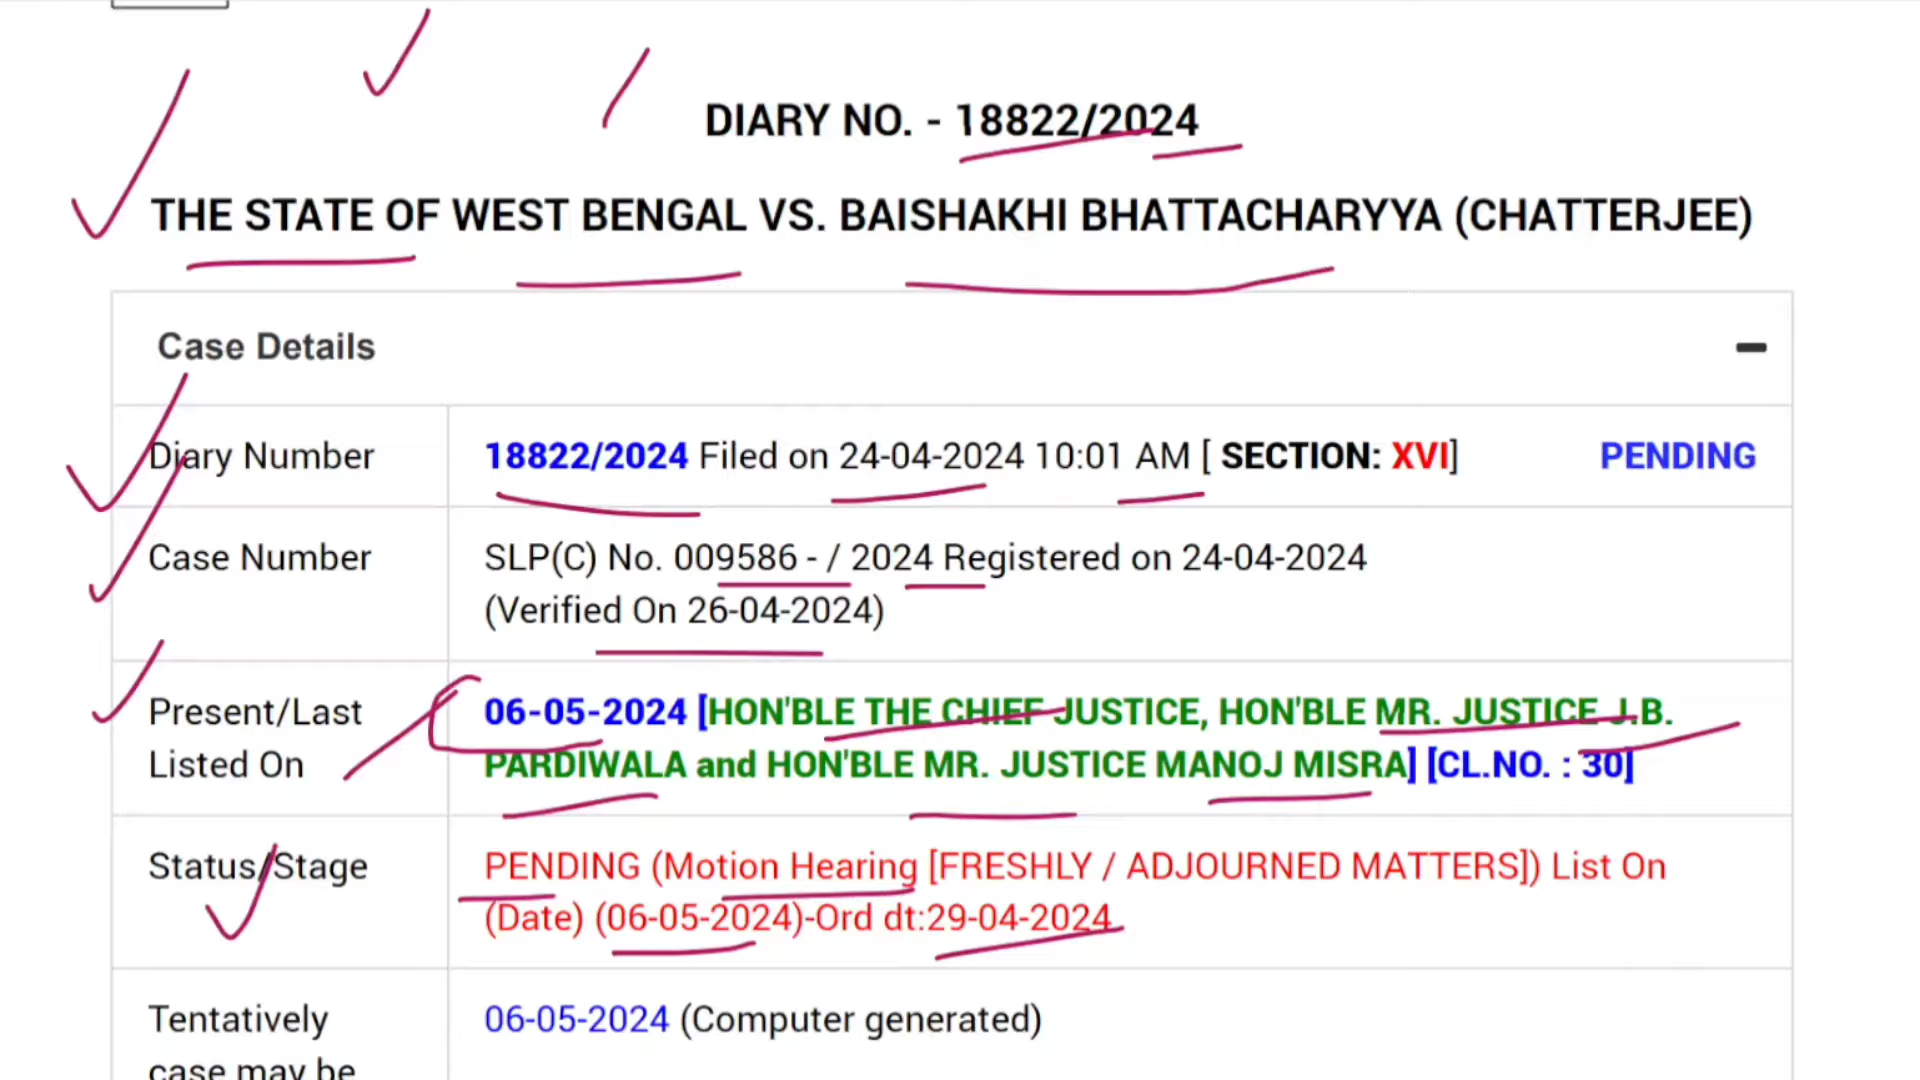 DIARY NO. - 18822/2024
THE STATE OF WEST BENGAL VS. BAISHAKHI BHATTACHARYYA (CHATTERJEE)
Case Details
Diary Number
18822/2024 Filed on 24-04-2024 10:01 AM [ SECTION: XVI]
PENDING
Case Number
SLP(C) No. 009586 - / 2024 Registered on 24-04-2024
(Verified On 26-04-2024)
Present/Last
Listed On
06-05-2024 [HON'BLE THE CHIEF JUSTICE, HON'BLE MR. JUSTICE J.B.
PARDIWALA and HON'BLE MR. JUSTICE MANOJ MISRA] [CL.NO. : 30]
Status/Stage
PENDING (Motion Hearing [FRESHLY / ADJOURNED MATTERS]) List On
(Date) (06-05-2024)-Ord dt:29-04-2024
Tentatively
case may be
06-05-2024 (Computer generated)